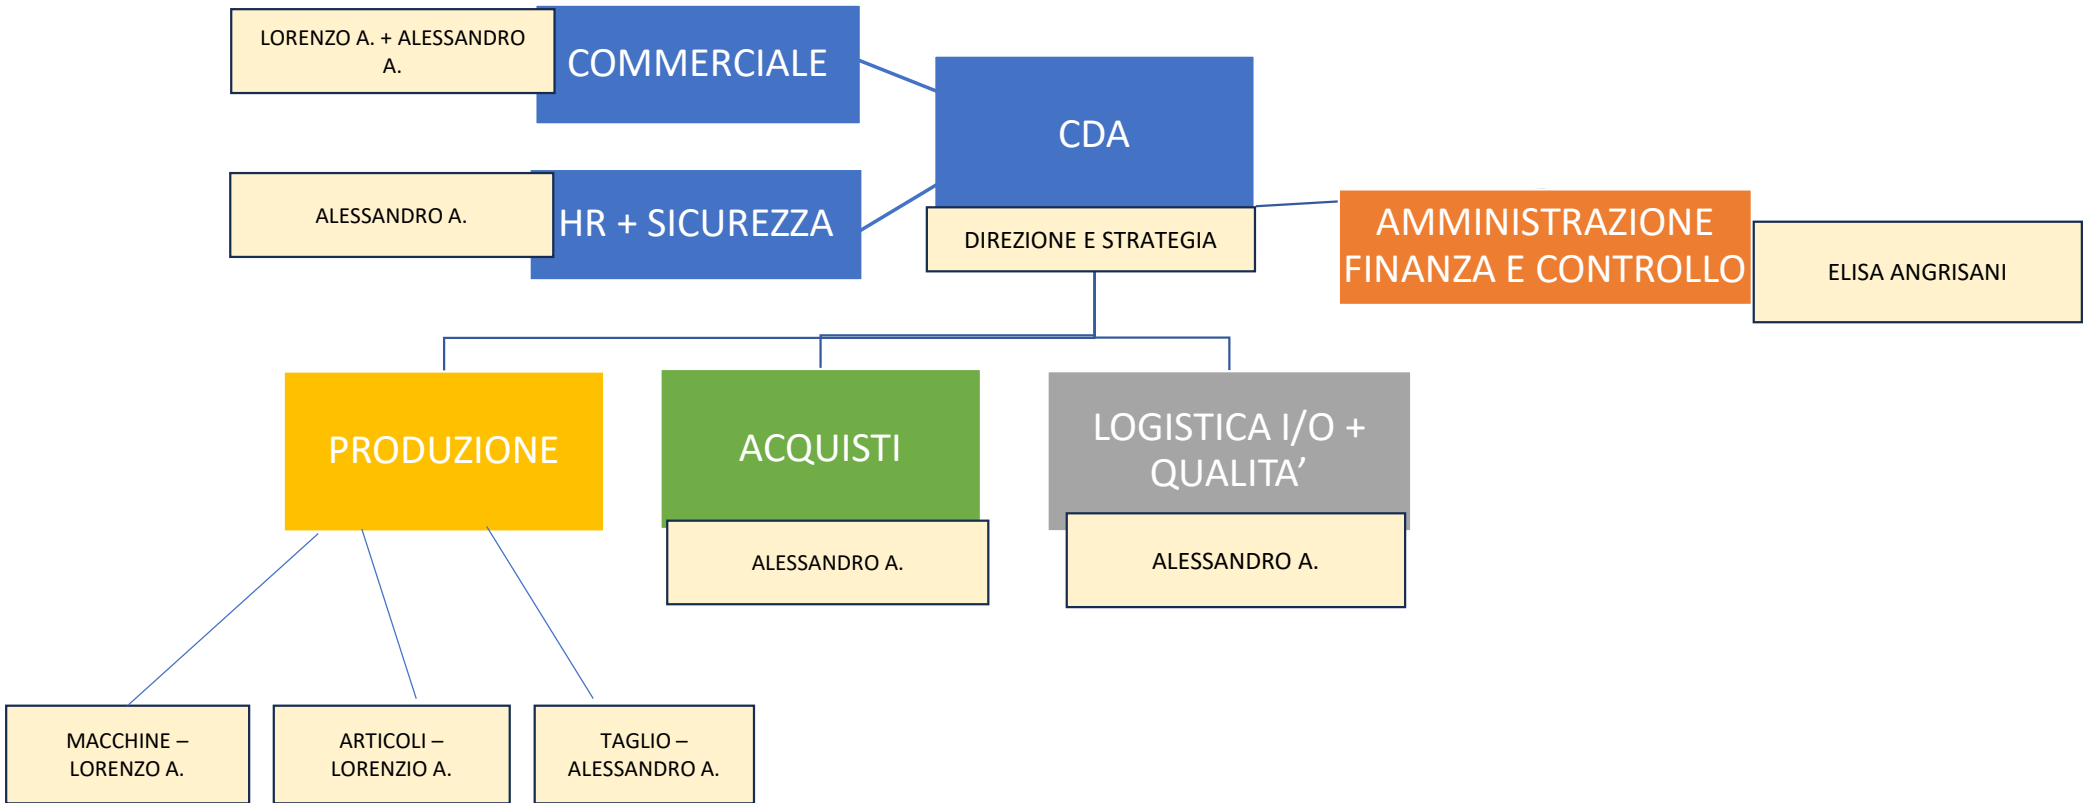 LORENZO A. + ALESSANDRO
A.
COMMERCIALE
CDA
ALESSANDRO A.
HR + SICUREZZA
DIREZIONE E STRATEGIA
AMMINISTRAZIONE
FINANZA E CONTROLLO
ELISA ANGRISANI
PRODUZIONE
ACQUISTI
LOGISTICA I/O +
QUALITA’
ALESSANDRO A.
ALESSANDRO A.
MACCHINE –
LORENZO A.
ARTICOLI –
LORENZIO A.
TAGLIO –
ALESSANDRO A.